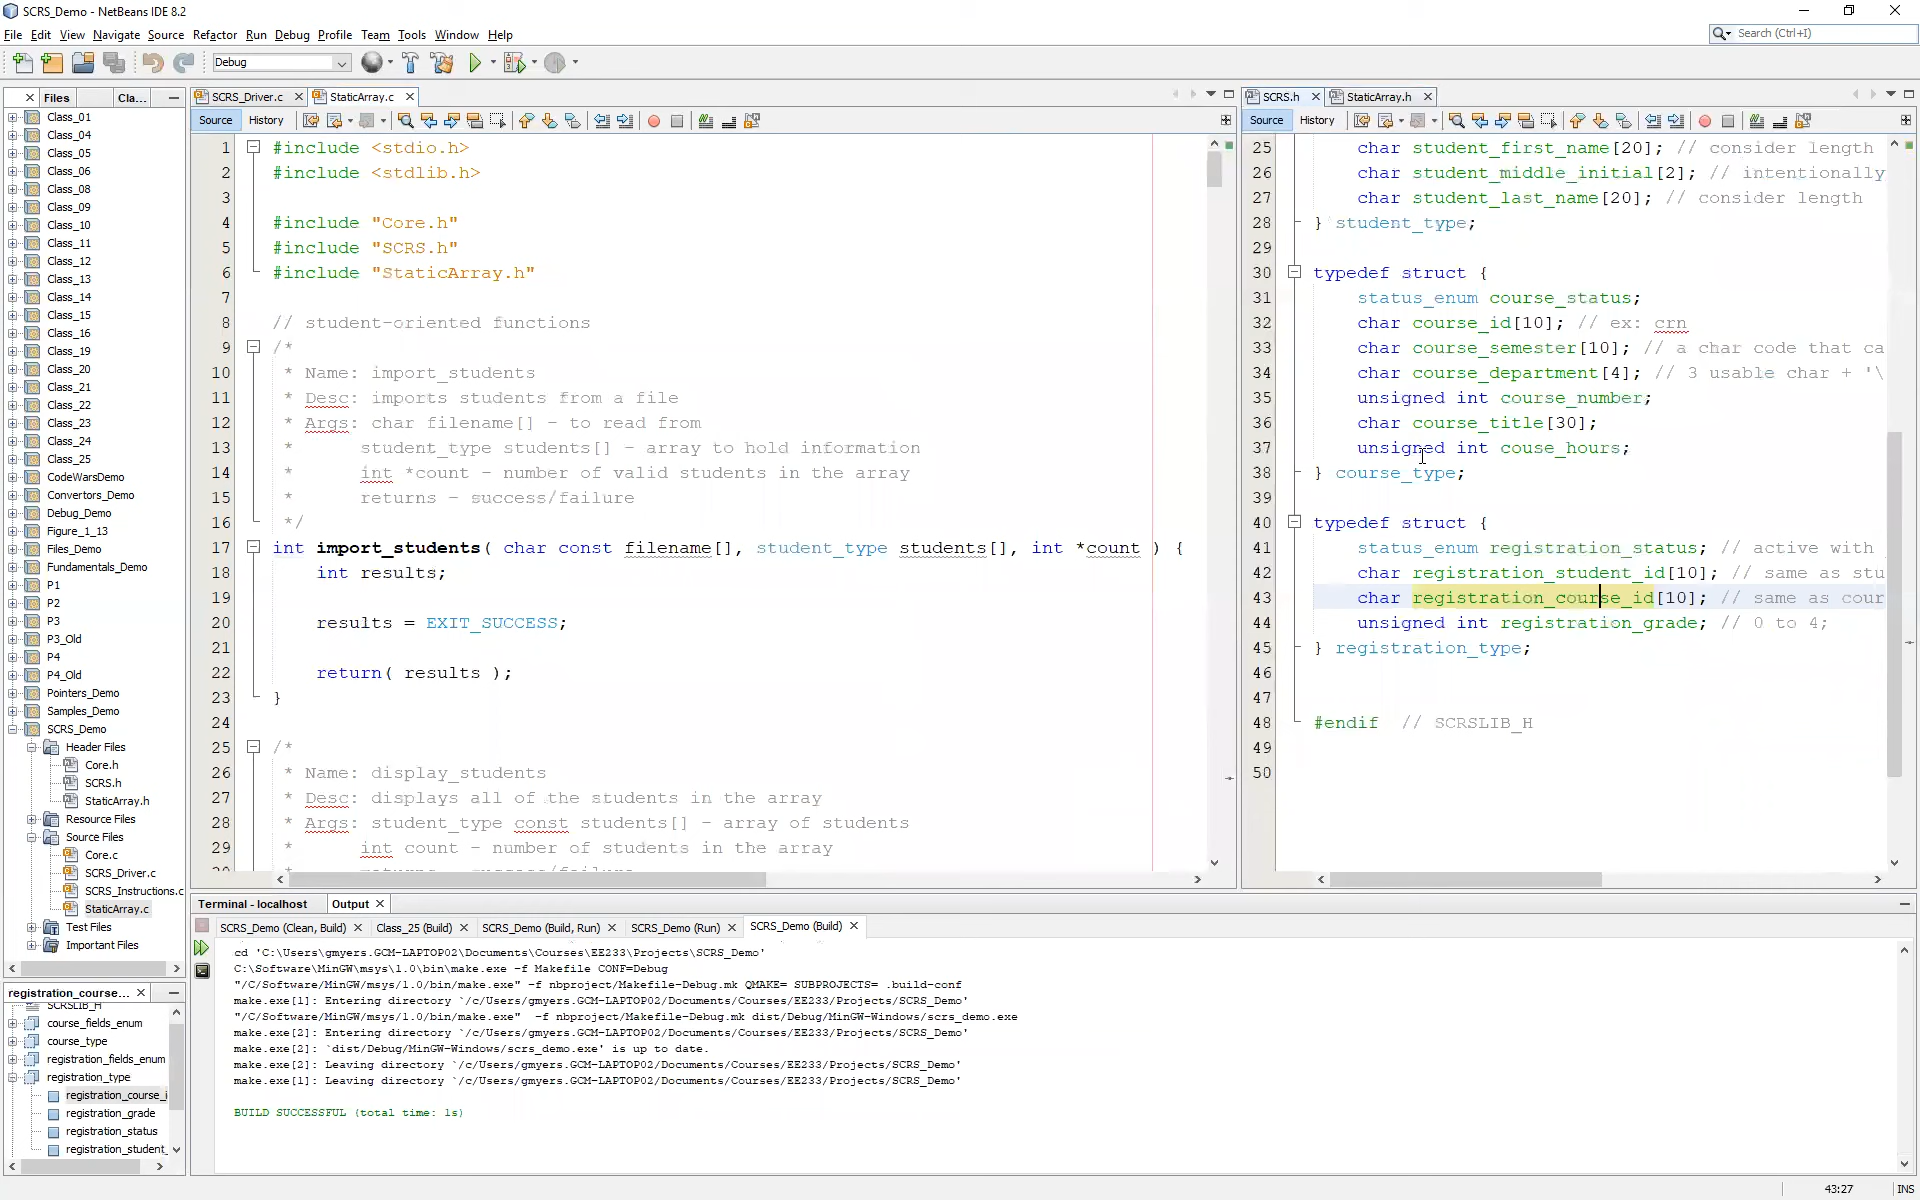 SCRS_Demo - NetBeans IDE 8.2
File Edit View Navigate Source Refactor Run Debug Profile Team Tools Window Help
Search (Ctrl+I)
Debug
Files Cla...
Class_01
Class_04
Class_05
Class_06
Class_08
Class_09
Class_10
Class_11
Class_12
Class_13
Class_14
Class_15
Class_16
Class_19
Class_20
Class_21
Class_22
Class_23
Class_24
Class_25
CodeWarsDemo
Convertors_Demo
Debug_Demo
Figure_1_13
Files_Demo
Fundamentals_Demo
P1
P2
P3
P3_Old
P4
P4_Old
Pointers_Demo
Samples_Demo
SCRS_Demo
Header Files
Core.h
SCRS.h
StaticArray.h
Resource Files
Source Files
Core.c
SCRS_Driver.c
SCRS_Instructions.c
StaticArray.c
Test Files
Important Files
registration_course...
SCRSLIB_H
course_fields_enum
course_type
registration_fields_enum
registration_type
registration_course_i
registration_grade
registration_status
registration_student_
SCRS_Driver.c StaticArray.c
Source History
1 #include <stdio.h>
2 #include <stdlib.h>
3
4 #include "Core.h"
5 #include "SCRS.h"
6 #include "StaticArray.h"
7
8 // student-oriented functions
9 /*
10 * Name: import_students
11 * Desc: imports students from a file
12 * Args: char filename[] - to read from
13 * student_type students[] - array to hold information
14 * int *count - number of valid students in the array
15 * returns - success/failure
16 */
17 int import_students( char const filename[], student_type students[], int *count ) {
18 int results;
19
20 results = EXIT_SUCCESS;
21
22 return( results );
23 }
24
25 /*
26 * Name: display_students
27 * Desc: displays all of the students in the array
28 * Args: student_type const students[] - array of students
29 * int count - number of students in the array
SCRS.h StaticArray.h
Source History
25 char student_first_name[20]; // consider length
26 char student_middle_initial[2]; // intentionally
27 char student_last_name[20]; // consider length
28 } student_type;
29
30 typedef struct {
31 status_enum course_status;
32 char course_id[10]; // ex: crn
33 char course_semester[10]; // a char code that ca
34 char course_department[4]; // 3 usable char + '\
35 unsigned int course_number;
36 char course_title[30];
37 unsigned int couse_hours;
38 } course_type;
39
40 typedef struct {
41 status_enum registration_status; // active with
42 char registration_student_id[10]; // same as stu
43 char registration_course_id[10]; // same as cour
44 unsigned int registration_grade; // 0 to 4;
45 } registration_type;
46
47
48 #endif // SCRSLIB_H
49
50
Terminal - localhost Output
SCRS_Demo (Clean, Build) Class_25 (Build) SCRS_Demo (Build, Run) SCRS_Demo (Run) SCRS_Demo (Build)
cd 'C:\Users\gmyers.GCM-LAPTOP02\Documents\Courses\EE233\Projects\SCRS_Demo'
C:\Software\MinGW\msys\1.0\bin\make.exe -f Makefile CONF=Debug
"/C/Software/MinGW/msys/1.0/bin/make.exe" -f nbproject/Makefile-Debug.mk QMAKE= SUBPROJECTS= .build-conf
make.exe[1]: Entering directory `/c/Users/gmyers.GCM-LAPTOP02/Documents/Courses/EE233/Projects/SCRS_Demo'
"/C/Software/MinGW/msys/1.0/bin/make.exe" -f nbproject/Makefile-Debug.mk dist/Debug/MinGW-Windows/scrs_demo.exe
make.exe[2]: Entering directory `/c/Users/gmyers.GCM-LAPTOP02/Documents/Courses/EE233/Projects/SCRS_Demo'
make.exe[2]: `dist/Debug/MinGW-Windows/scrs_demo.exe' is up to date.
make.exe[2]: Leaving directory `/c/Users/gmyers.GCM-LAPTOP02/Documents/Courses/EE233/Projects/SCRS_Demo'
make.exe[1]: Leaving directory `/c/Users/gmyers.GCM-LAPTOP02/Documents/Courses/EE233/Projects/SCRS_Demo'
BUILD SUCCESSFUL (total time: 1s)
43:27 INS